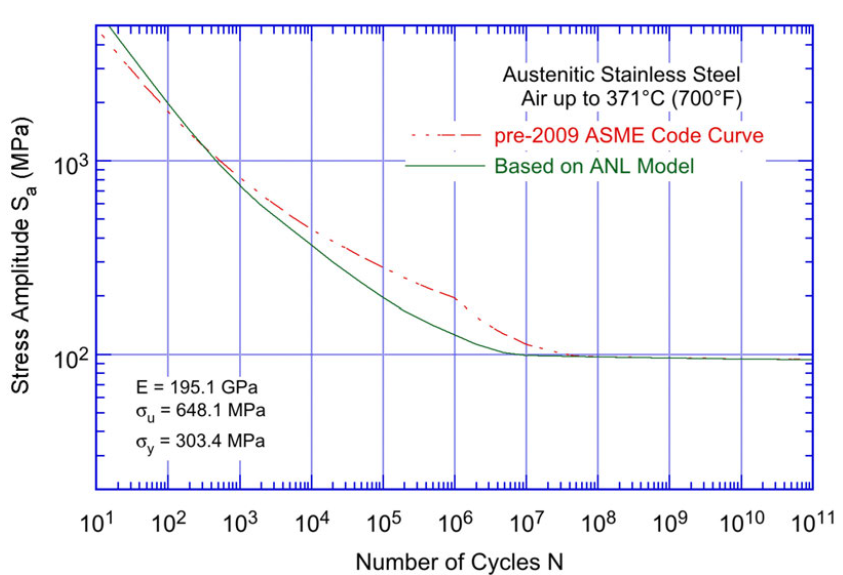 Austenitic Stainless Steel
Air up to 371°C (700°F)
pre-2009 ASME Code Curve
Based on ANL Model
Stress Amplitude Sa (MPa)
10³
10²
E = 195.1 GPa
σu = 648.1 MPa
σy = 303.4 MPa
10¹ 10² 10³ 10⁴ 10⁵ 10⁶ 10⁷ 10⁸ 10⁹ 10¹⁰ 10¹¹
Number of Cycles N